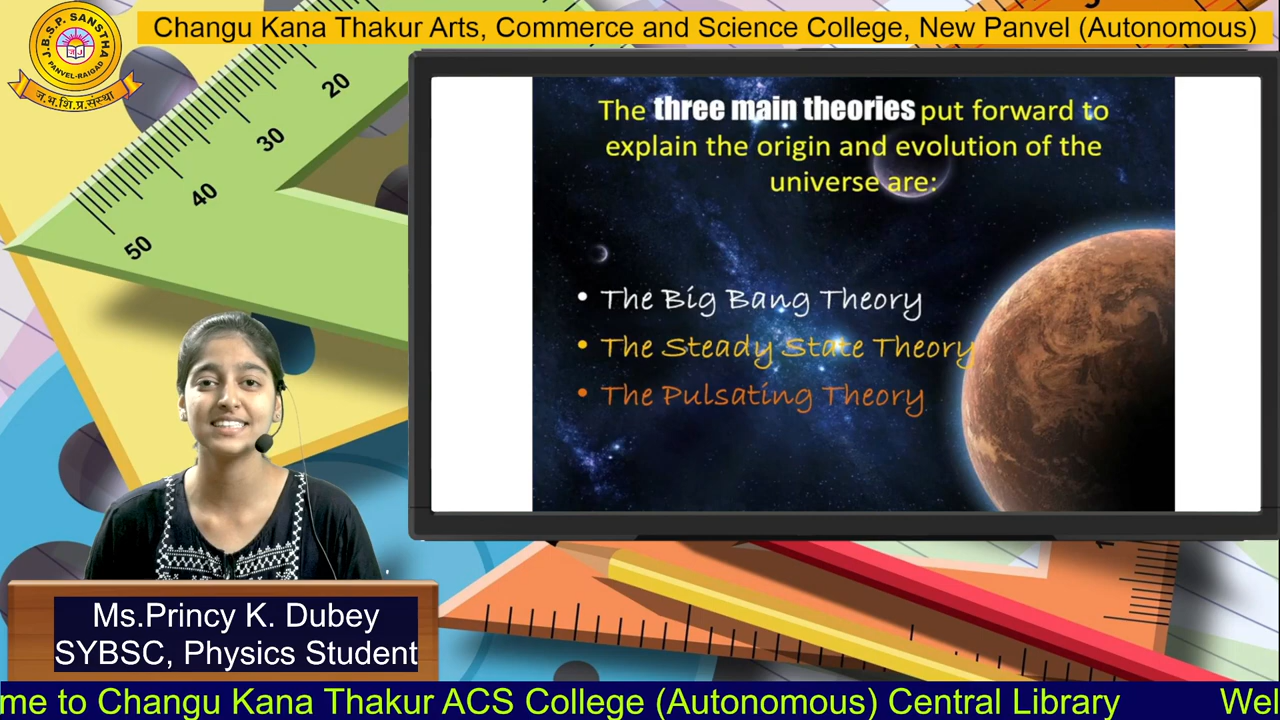 Changu Kana Thakur Arts, Commerce and Science College, New Panvel (Autonomous)
J.B.S.P. SANSTHA
PANVEL-RAIGAD
ज.भ.शि.प्र.संस्था
20
30
40
50
The three main theories put forward to
explain the origin and evolution of the
universe are:
• The Big Bang Theory
• The Steady State Theory
• The Pulsating Theory
Ms.Princy K. Dubey
SYBSC, Physics Student
me to Changu Kana Thakur ACS College (Autonomous) Central Library Wel